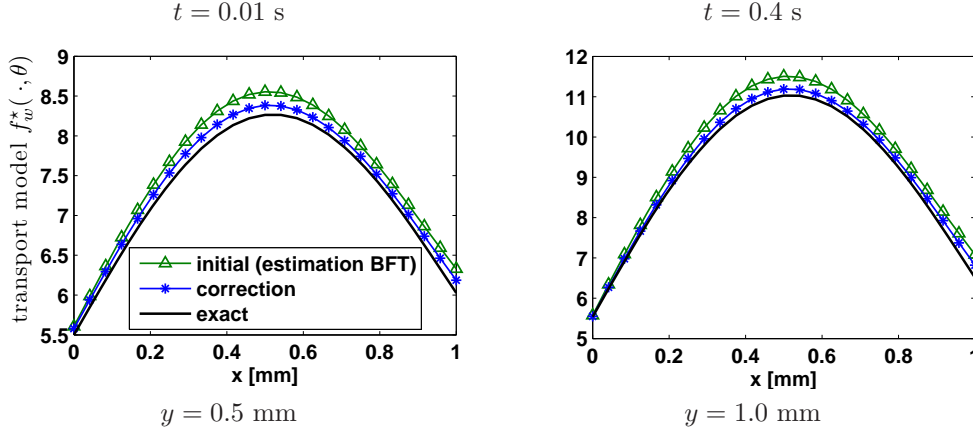 t = 0.01 s
t = 0.4 s
transport model f⋆w( · , θ)
9
8.5
8
7.5
7
6.5
6
5.5
initial (estimation BFT)
correction
exact
0 0.2 0.4 0.6 0.8 1
x [mm]
12
11
10
9
8
7
6
5
0 0.2 0.4 0.6 0.8 1
x [mm]
y = 0.5 mm
y = 1.0 mm